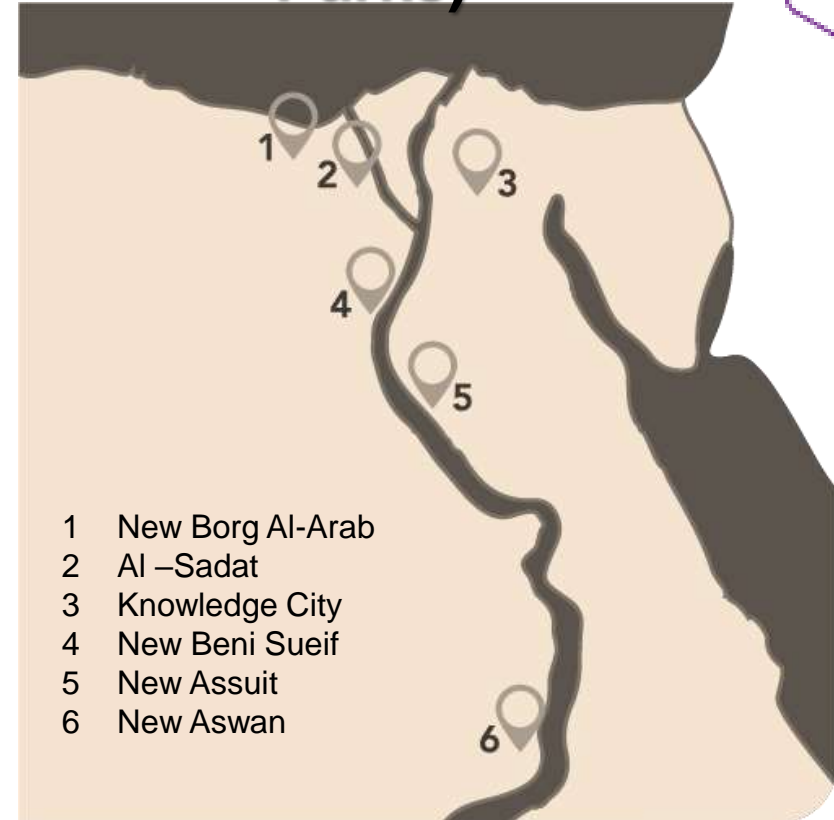 1
2
3
4
5
6
1 New Borg Al-Arab
2 Al –Sadat
3 Knowledge City
4 New Beni Sueif
5 New Assuit
6 New Aswan